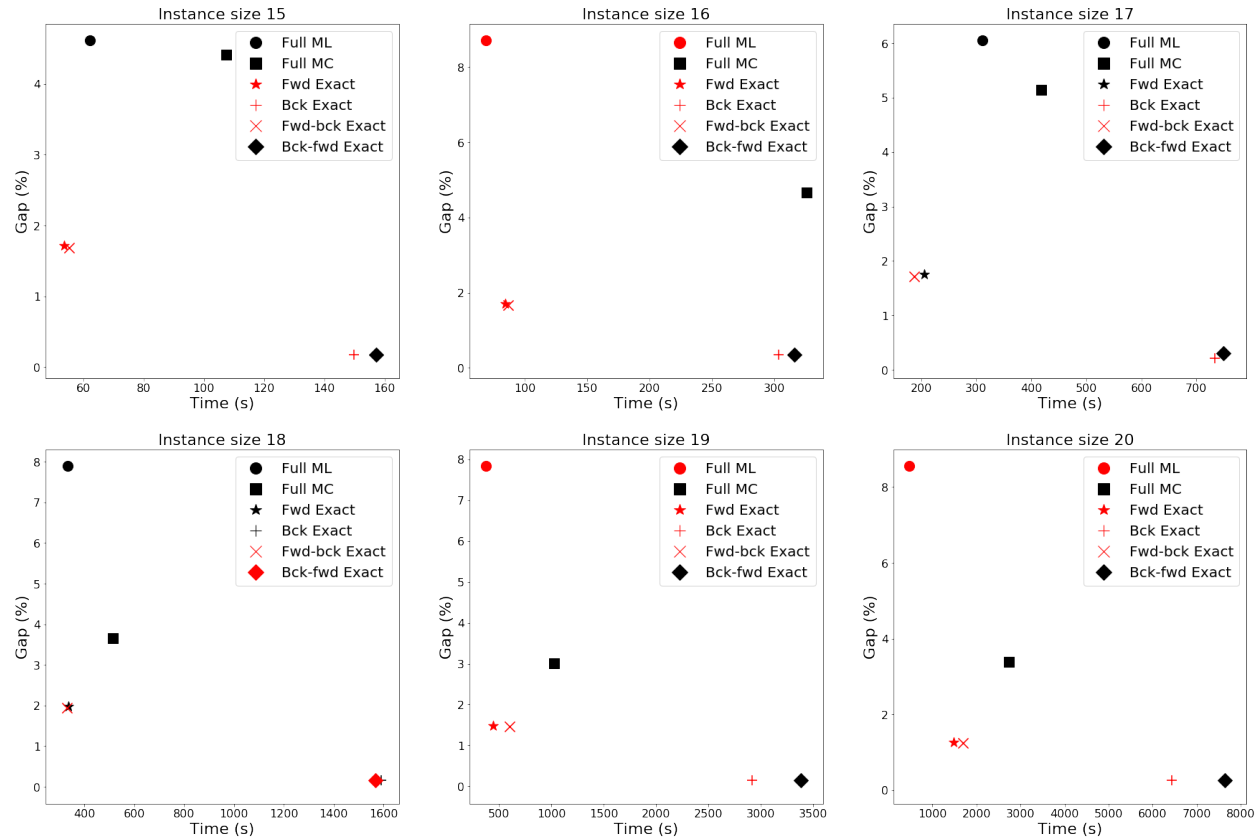 Instance size 15
Gap (%)
4
3
2
1
0
Full ML
Full MC
Fwd Exact
Bck Exact
Fwd-bck Exact
Bck-fwd Exact
60 80 100 120 140 160
Time (s)
Instance size 16
Gap (%)
8
6
4
2
0
Full ML
Full MC
Fwd Exact
Bck Exact
Fwd-bck Exact
Bck-fwd Exact
100 150 200 250 300
Time (s)
Instance size 17
Gap (%)
6
5
4
3
2
1
0
Full ML
Full MC
Fwd Exact
Bck Exact
Fwd-bck Exact
Bck-fwd Exact
200 300 400 500 600 700
Time (s)
Instance size 18
Gap (%)
8
7
6
5
4
3
2
1
0
Full ML
Full MC
Fwd Exact
Bck Exact
Fwd-bck Exact
Bck-fwd Exact
400 600 800 1000 1200 1400 1600
Time (s)
Instance size 19
Gap (%)
8
7
6
5
4
3
2
1
0
Full ML
Full MC
Fwd Exact
Bck Exact
Fwd-bck Exact
Bck-fwd Exact
500 1000 1500 2000 2500 3000 3500
Time (s)
Instance size 20
Gap (%)
8
6
4
2
0
Full ML
Full MC
Fwd Exact
Bck Exact
Fwd-bck Exact
Bck-fwd Exact
1000 2000 3000 4000 5000 6000 7000 8000
Time (s)